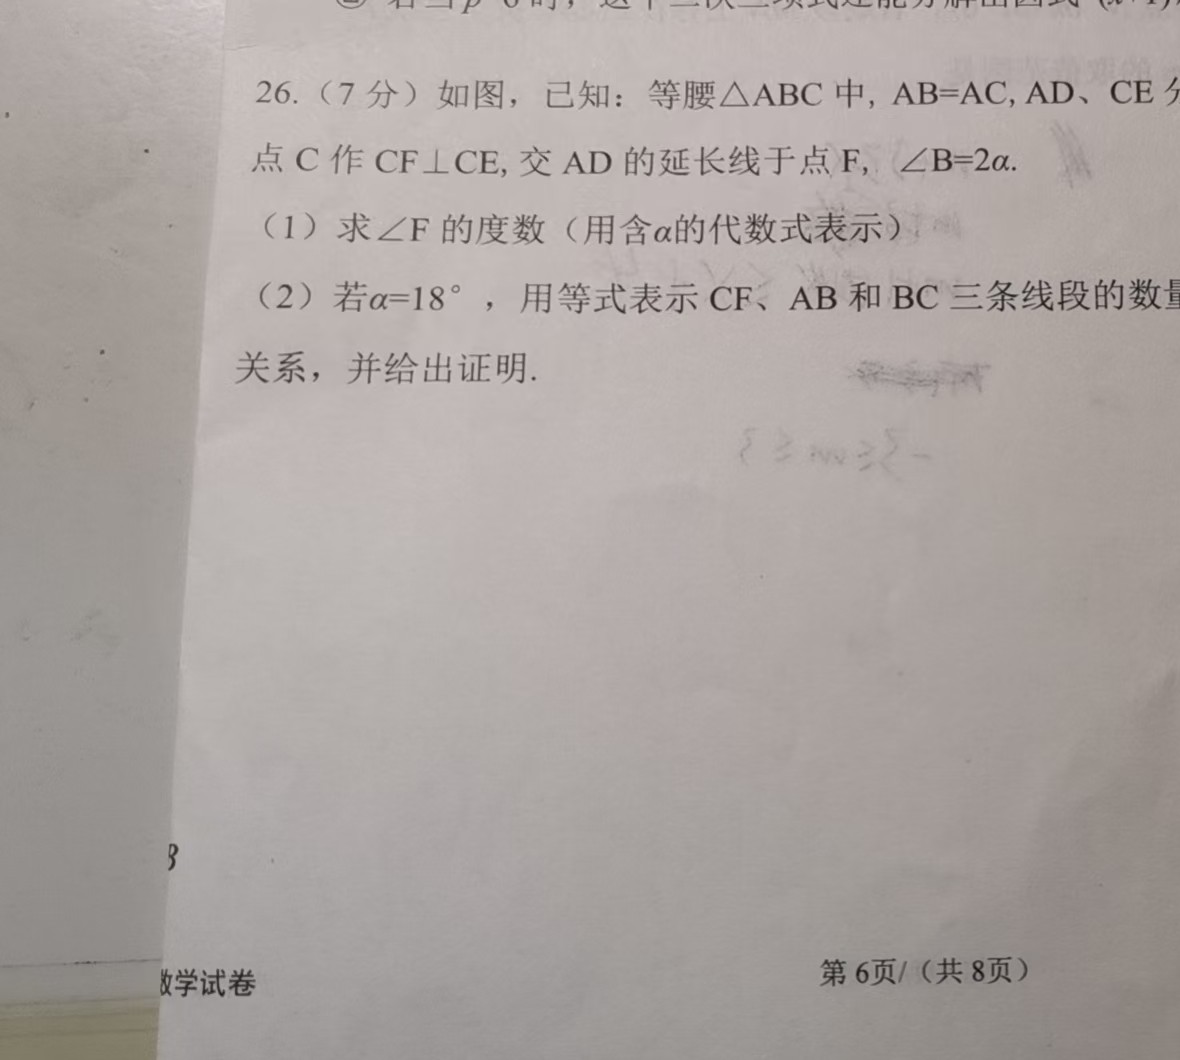 26.（7 分）如图，已知：等腰△ABC 中, AB=AC, AD、CE 分
点 C 作 CF⊥CE, 交 AD 的延长线于点 F, ∠B=2α.
（1）求∠F 的度数（用含α的代数式表示）
（2）若α=18°，用等式表示 CF、AB 和 BC 三条线段的数量
关系，并给出证明.
数学试卷
第 6页/（共 8页）